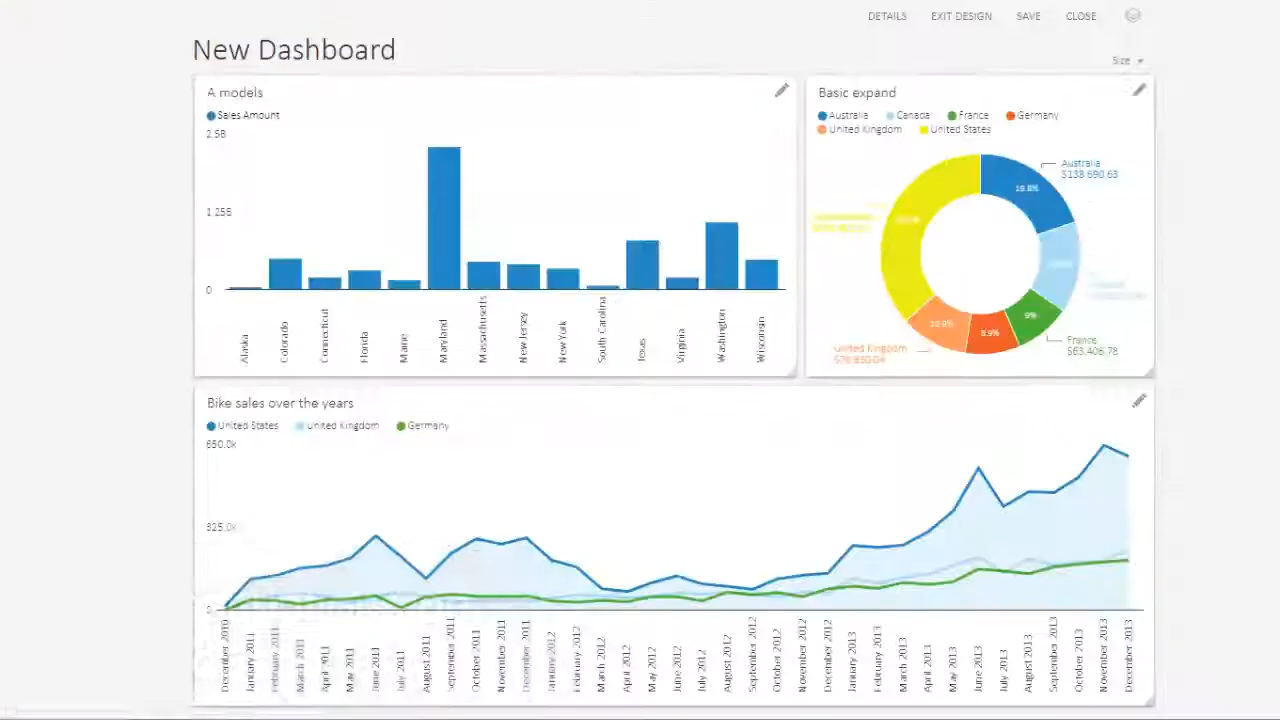 DETAILS EXIT DESIGN SAVE CLOSE
New Dashboard
Size
A models
Sales Amount
2.5B
1.25B
0
Alaska Colorado Connecticut Florida Maine Maryland Massachusetts New Jersey New York South Carolina Texas Virginia Washington Wisconsin
Basic expand
Australia Canada France Germany
United Kingdom United States
Australia
$138 690.63
19.8%
9%
France
$63,406.78
8.9%
10.9%
United Kingdom
Bike sales over the years
United States United Kingdom Germany
650.0k
325.0k
0
December 2010 January 2011 February 2011 March 2011 April 2011 May 2011 June 2011 July 2011 August 2011 September 2011 October 2011 November 2011 December 2011 January 2012 February 2012 March 2012 April 2012 May 2012 June 2012 July 2012 August 2012 September 2012 October 2012 November 2012 December 2012 January 2013 February 2013 March 2013 April 2013 May 2013 June 2013 July 2013 August 2013 September 2013 October 2013 November 2013 December 2013